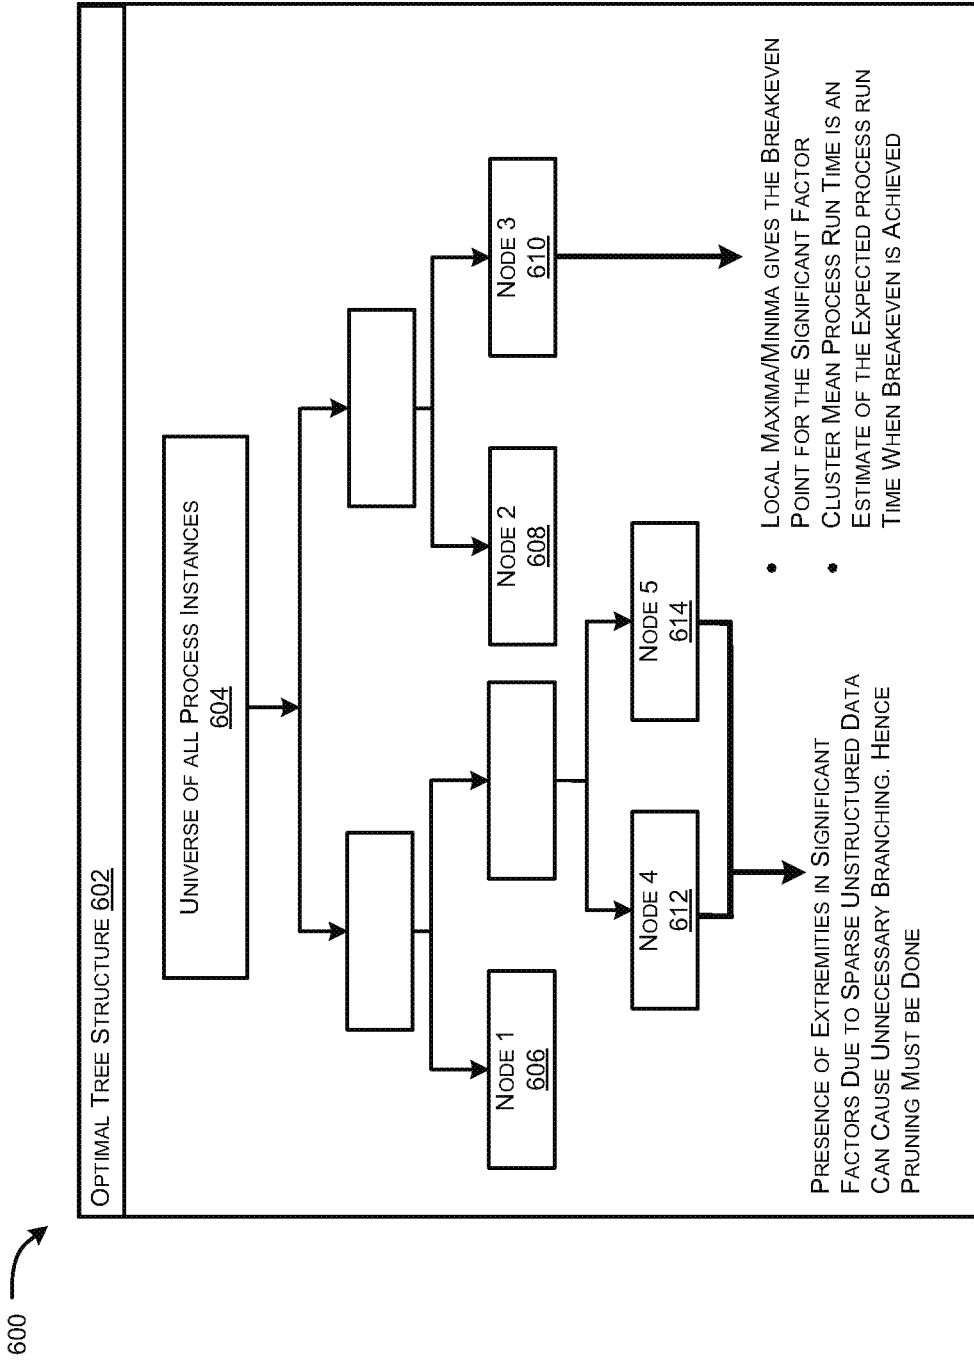 600
OPTIMAL TREE STRUCTURE 602
UNIVERSE OF ALL PROCESS INSTANCES
604
NODE 1
606
NODE 2
608
NODE 3
610
NODE 4
612
NODE 5
614
PRESENCE OF EXTREMITIES IN SIGNIFICANT
FACTORS DUE TO SPARSE UNSTRUCTURED DATA
CAN CAUSE UNNECESSARY BRANCHING. HENCE
PRUNING MUST BE DONE
• LOCAL MAXIMA/MINIMA GIVES THE BREAKEVEN
POINT FOR THE SIGNIFICANT FACTOR
• CLUSTER MEAN PROCESS RUN TIME IS AN
ESTIMATE OF THE EXPECTED PROCESS RUN
TIME WHEN BREAKEVEN IS ACHIEVED